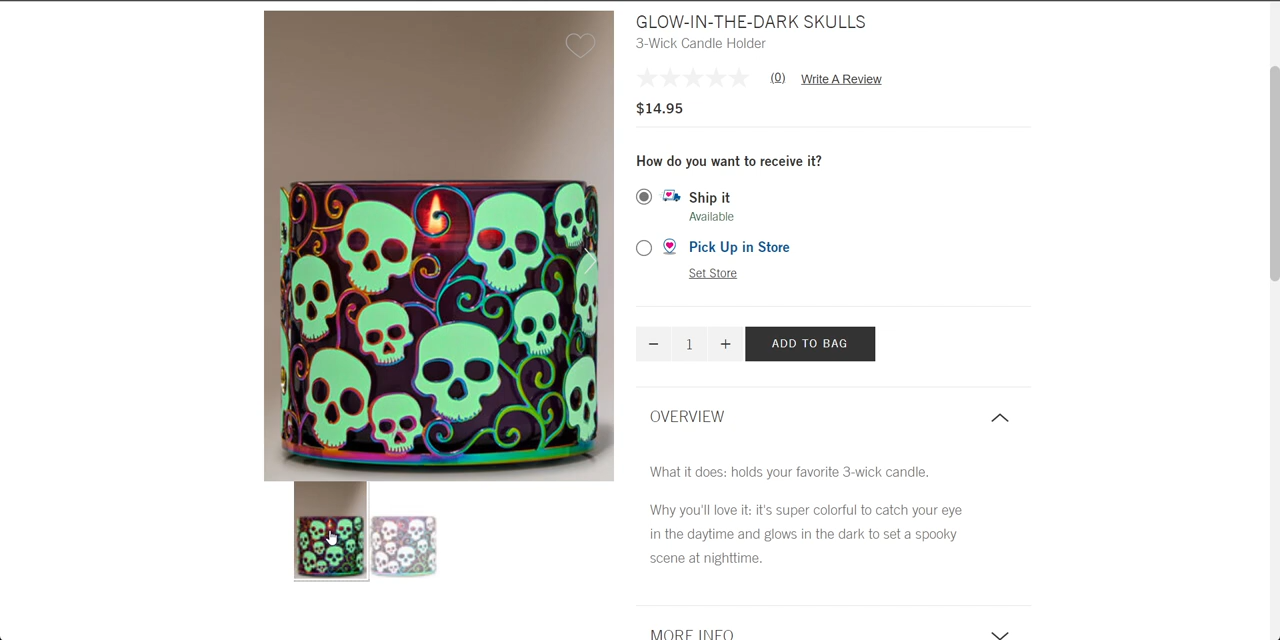 GLOW-IN-THE-DARK SKULLS
3-Wick Candle Holder
(0) Write A Review
$14.95
How do you want to receive it?
Ship it
Available
Pick Up in Store
Set Store
− 1 + ADD TO BAG
OVERVIEW
What it does: holds your favorite 3-wick candle.
Why you'll love it: it's super colorful to catch your eye
in the daytime and glows in the dark to set a spooky
scene at nighttime.
MORE INFO